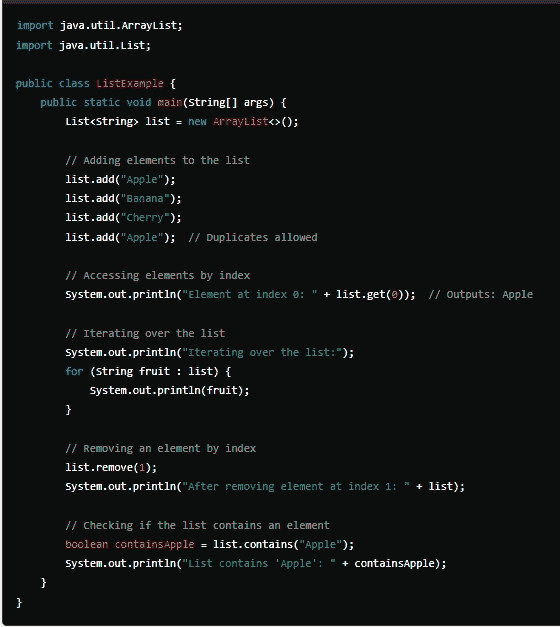 import java.util.ArrayList;
import java.util.List;
public class ListExample {
public static void main(String[] args) {
List<String> list = new ArrayList<>();
// Adding elements to the list
list.add("Apple");
list.add("Banana");
list.add("Cherry");
list.add("Apple");  // Duplicates allowed
// Accessing elements by index
System.out.println("Element at index 0: " + list.get(0));  // Outputs: Apple
// Iterating over the list
System.out.println("Iterating over the list:");
for (String fruit : list) {
System.out.println(fruit);
}
// Removing an element by index
list.remove(1);
System.out.println("After removing element at index 1: " + list);
// Checking if the list contains an element
boolean containsApple = list.contains("Apple");
System.out.println("List contains 'Apple': " + containsApple);
}
}